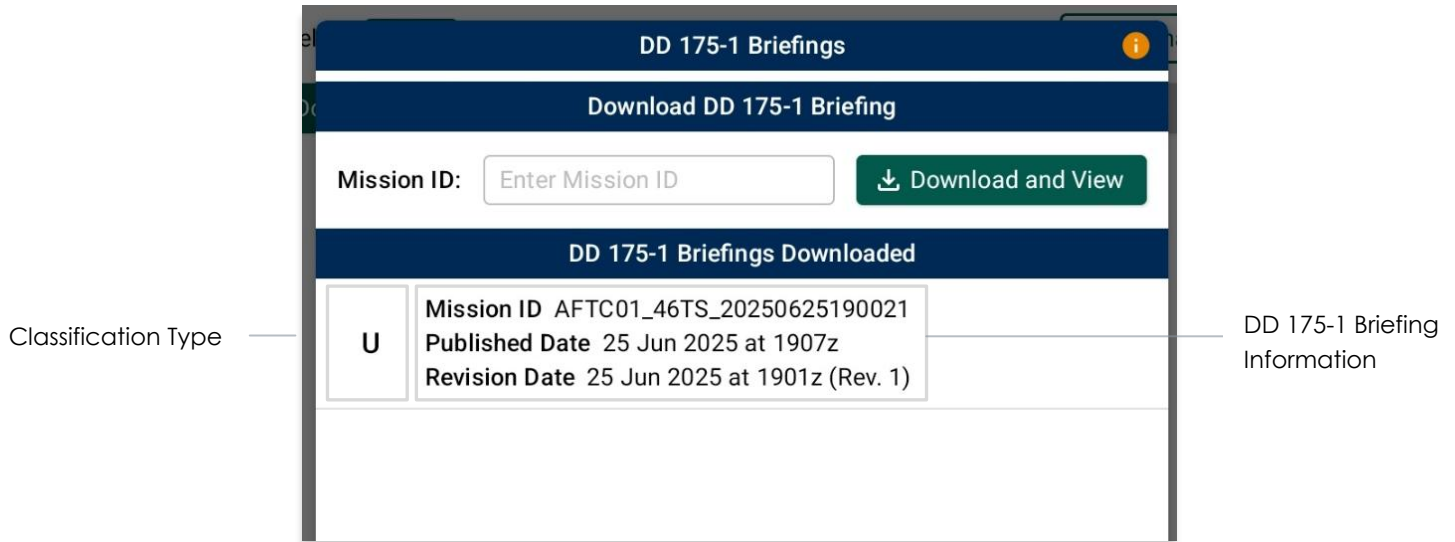 DD 175-1 Briefings
Download DD 175-1 Briefing
Mission ID: Enter Mission ID Download and View
DD 175-1 Briefings Downloaded
Classification Type
U
Mission ID AFTC01_46TS_20250625190021
Published Date 25 Jun 2025 at 1907z
Revision Date 25 Jun 2025 at 1901z (Rev. 1)
DD 175-1 Briefing
Information